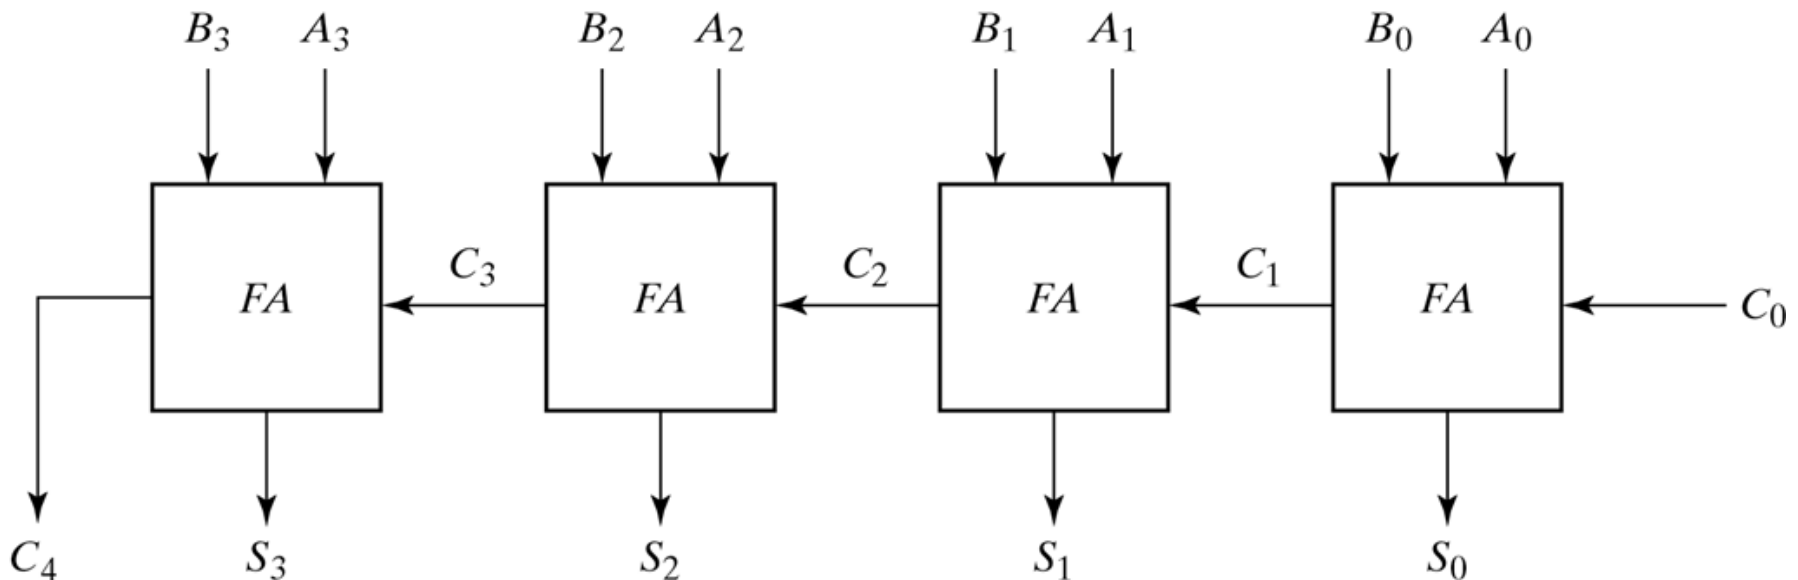 B₃ A₃ B₂ A₂ B₁ A₁ B₀ A₀
C₃ C₂ C₁
FA FA FA FA C₀
C₄ S₃ S₂ S₁ S₀